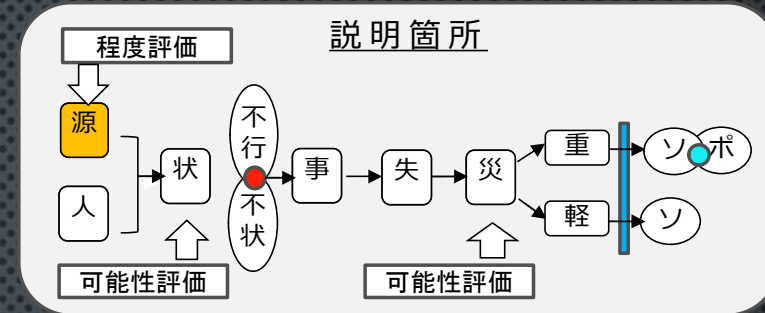 説明箇所
程度評価
源
人
状
不
行
不
状
事
失
災
重
軽
ソ
ポ
ソ
可能性評価
可能性評価